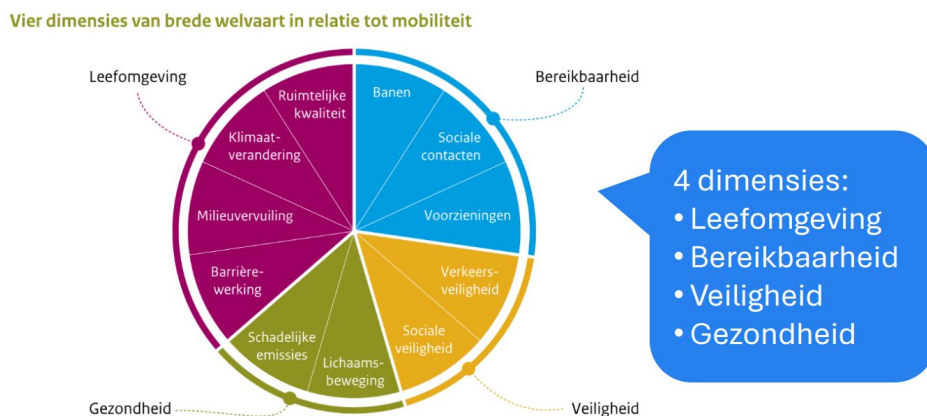 Vier dimensies van brede welvaart in relatie tot mobiliteit
Leefomgeving
Bereikbaarheid
Ruimtelijke
kwaliteit
Banen
Klimaat-
verandering
Sociale
contacten
Milieuvervuiling
Voorzieningen
Barrière-
werking
Verkeers-
veiligheid
Schadelijke
emissies
Lichaams-
beweging
Sociale
veiligheid
Gezondheid
Veiligheid
4 dimensies:
• Leefomgeving
• Bereikbaarheid
• Veiligheid
• Gezondheid